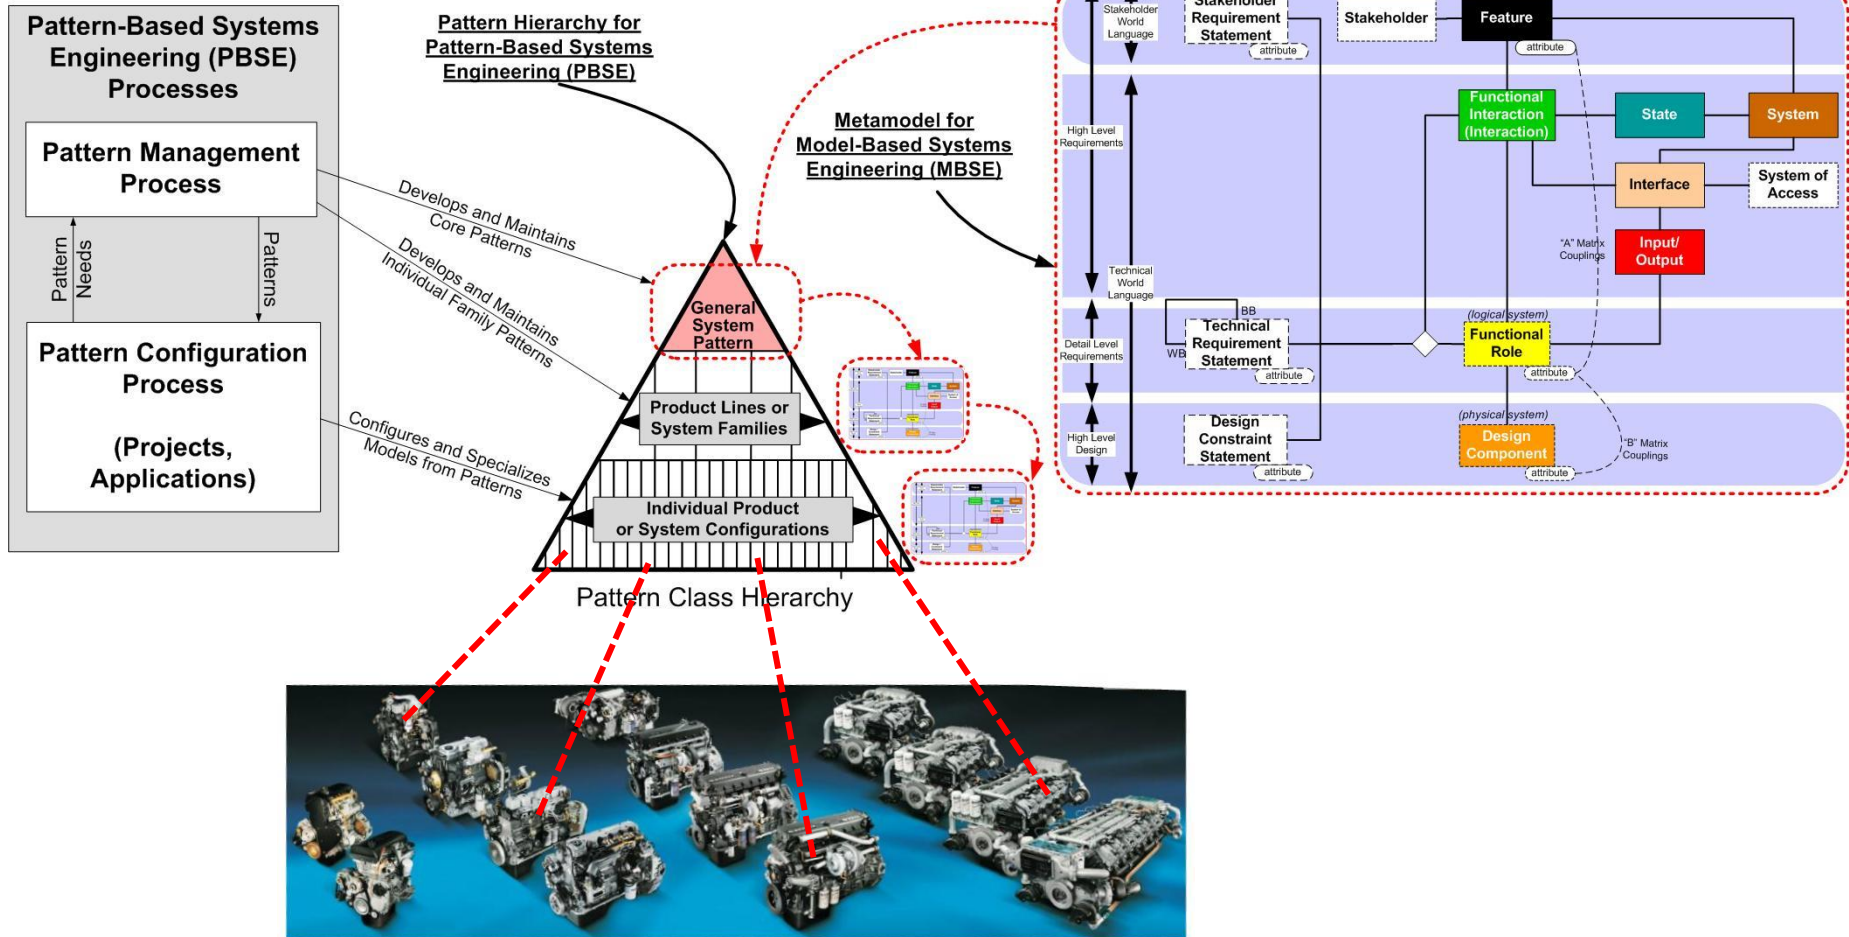 Pattern-Based Systems
Engineering (PBSE)
Processes
Pattern Management
Process
Pattern
Needs
Patterns
Pattern Configuration
Process
(Projects,
Applications)
Pattern Hierarchy for
Pattern-Based Systems
Engineering (PBSE)
Develops and Maintains
Core Patterns
Develops and Maintains
Individual Family Patterns
Configures and Specializes
Models from Patterns
General
System
Pattern
Product Lines or
System Families
Individual Product
or System Configurations
Pattern Class Hierarchy
Metamodel for
Model-Based Systems
Engineering (MBSE)
Stakeholder
World
Language
High Level
Requirements
Technical
World
Language
Detail Level
Requirements
High Level
Design
Stakeholder
Requirement
Statement
attribute
Stakeholder
Feature
attribute
Functional
Interaction
(Interaction)
State
System
Interface
System of
Access
"A" Matrix
Couplings
Input/
Output
BB
WB
Technical
Requirement
Statement
attribute
(logical system)
Functional
Role
attribute
Design
Constraint
Statement
attribute
(physical system)
Design
Component
attribute
"B" Matrix
Couplings